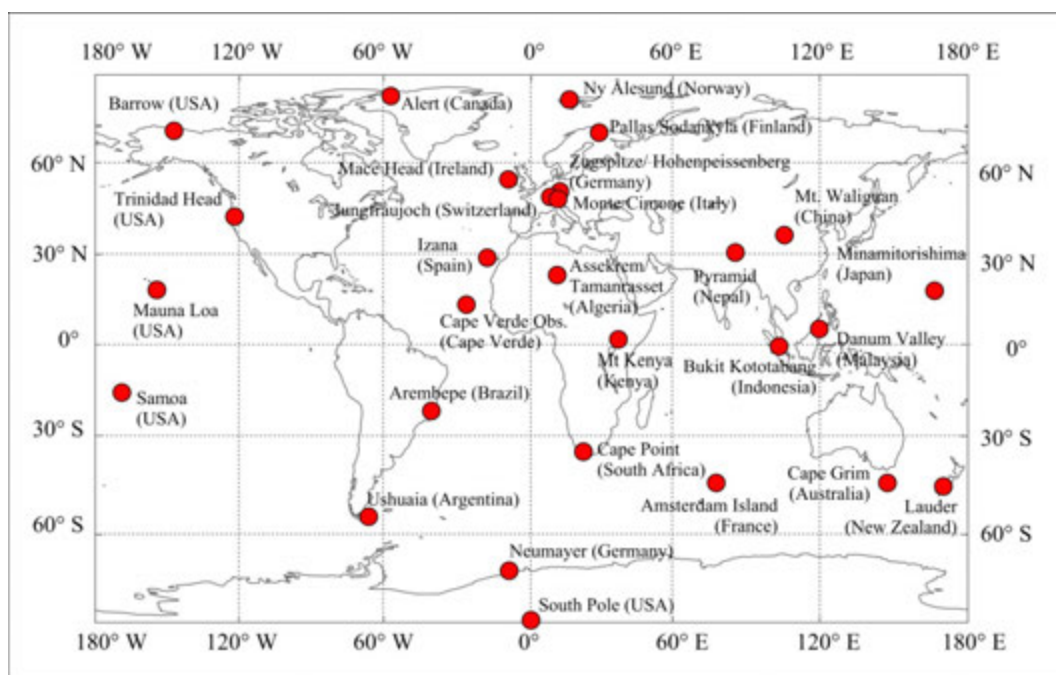 180° W 120° W 60° W 0° 60° E 120° E 180° E
Barrow (USA)
Alert (Canada)
Ny Ålesund (Norway)
Pallas/Sodankyla (Finland)
60° N
60° N
Mace Head (Ireland)
Zugspitze/ Hohenpeissenberg
(Germany)
Trinidad Head
(USA)
Jungfraujoch (Switzerland)
Monte Cimone (Italy)
Mt. Waliguan
(China)
30° N
30° N
Izana
(Spain)
Assekrem/
Tamanrasset
(Algeria)
Pyramid
(Nepal)
Minamitorishima
(Japan)
Mauna Loa
(USA)
Cape Verde Obs.
(Cape Verde)
0°
0°
Mt Kenya
(Kenya)
Bukit Kototabang
(Indonesia)
Danum Valley
(Malaysia)
Samoa
(USA)
Arembepe (Brazil)
30° S
30° S
Cape Point
(South Africa)
Amsterdam Island
(France)
Cape Grim
(Australia)
Lauder
(New Zealand)
Ushuaia (Argentina)
60° S
60° S
Neumayer (Germany)
South Pole (USA)
180° W 120° W 60° W 0° 60° E 120° E 180° E